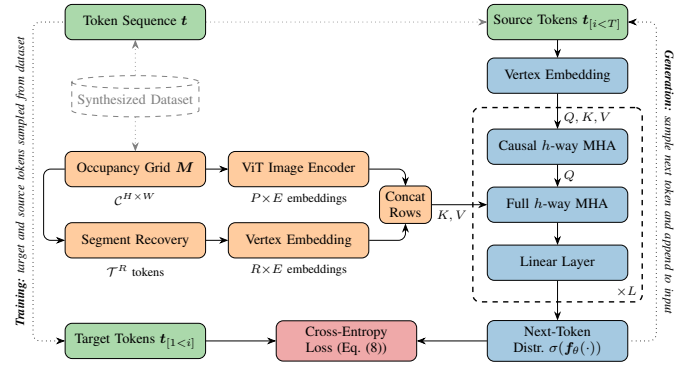 Token Sequence t
Source Tokens t[i<T]
Synthesized Dataset
Vertex Embedding
Q, K, V
Causal h-way MHA
Q
Full h-way MHA
Linear Layer
×L
Occupancy Grid M
C^{H×W}
ViT Image Encoder
P×E embeddings
Concat
Rows
K, V
Segment Recovery
T^R tokens
Vertex Embedding
R×E embeddings
Target Tokens t[1<i]
Cross-Entropy
Loss (Eq. (8))
Next-Token
Distr. σ(fθ(·))
Training: target and source tokens sampled from dataset
Generation: sample next token and append to input